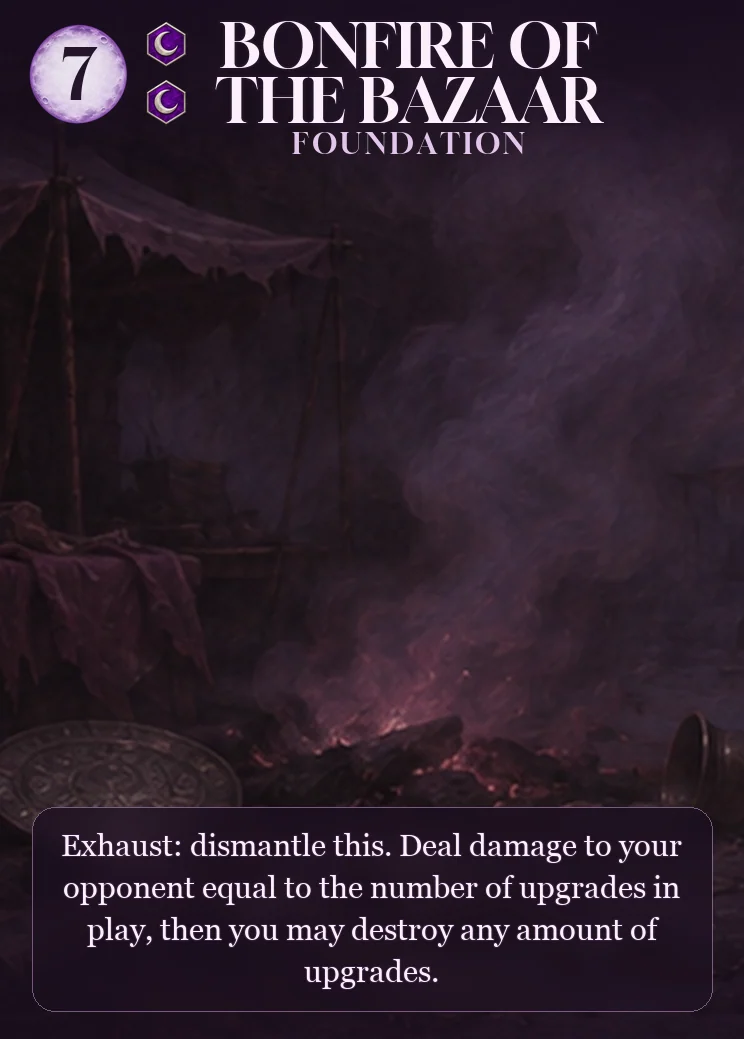 7
BONFIRE OF
THE BAZAAR
FOUNDATION
Exhaust: dismantle this. Deal damage to your
opponent equal to the number of upgrades in
play, then you may destroy any amount of
upgrades.